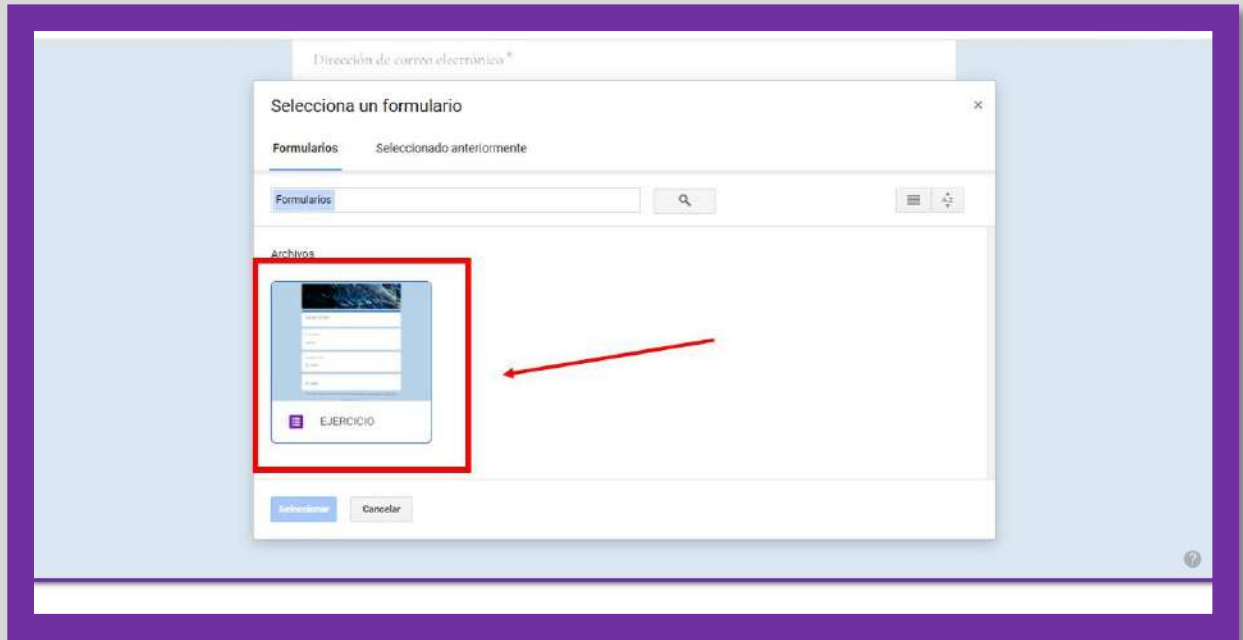 Dirección de correo electrónico *
Selecciona un formulario
Formularios
Seleccionado anteriormente
Formularios
Archivos
EJERCICIO
Seleccionar
Cancelar